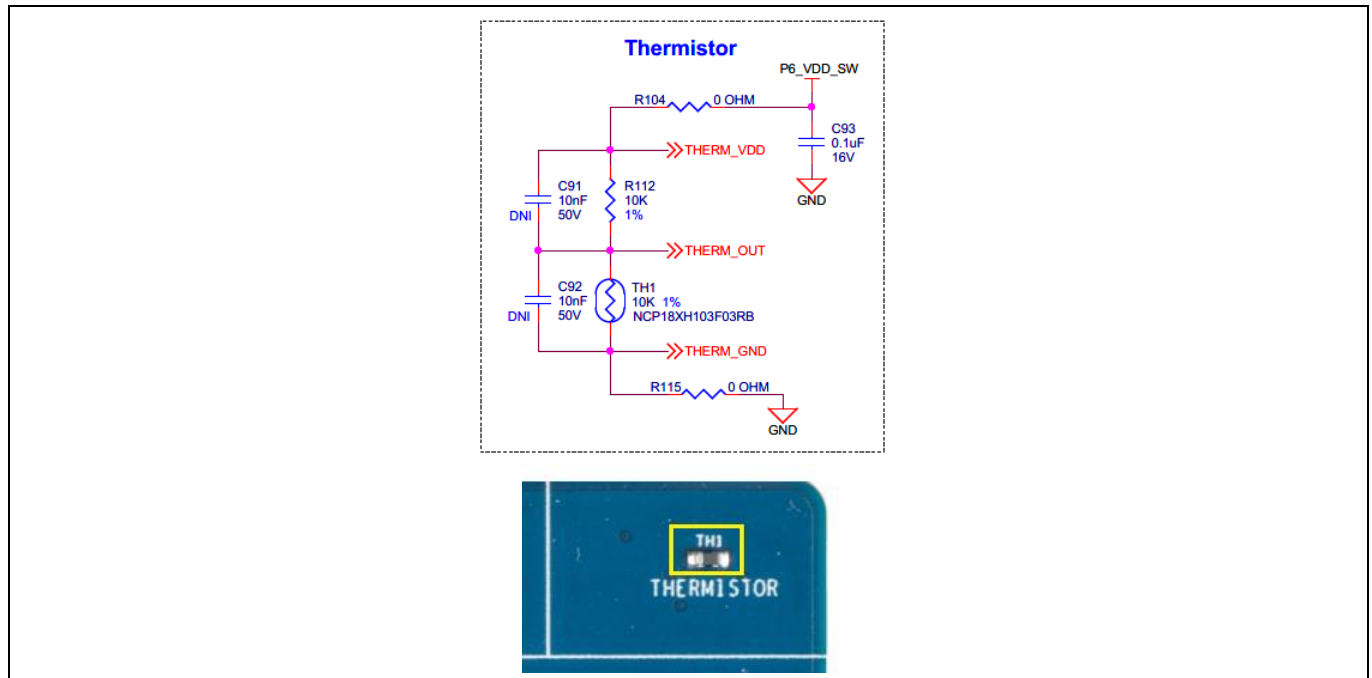 Thermistor
P6_VDD_SW
R104
0 OHM
C93
0.1uF
16V
GND
THERM_VDD
C91
10nF
50V
DNI
R112
10K
1%
THERM_OUT
C92
10nF
50V
DNI
TH1
10K 1%
NCP18XH103F03RB
THERM_GND
R115
0 OHM
GND
TH1
THERMISTOR